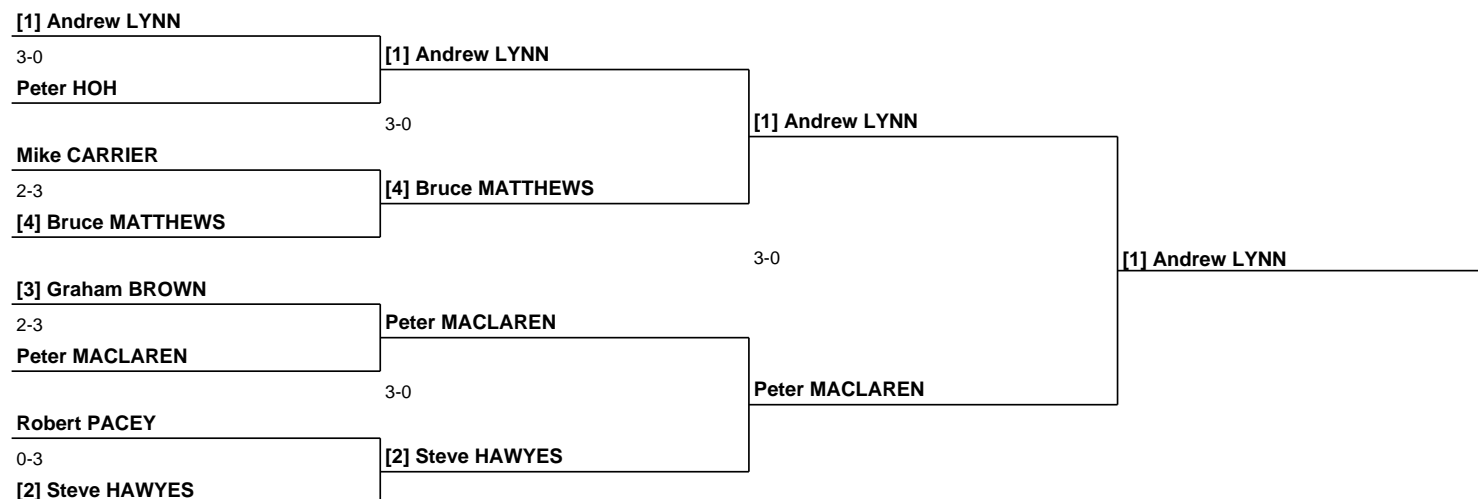 [1] Andrew LYNN
3-0
Peter HOH
Mike CARRIER
2-3
[4] Bruce MATTHEWS
[3] Graham BROWN
2-3
Peter MACLAREN
Robert PACEY
0-3
[2] Steve HAWYES
[1] Andrew LYNN
3-0
[4] Bruce MATTHEWS
Peter MACLAREN
3-0
[2] Steve HAWYES
[1] Andrew LYNN
3-0
Peter MACLAREN
[1] Andrew LYNN